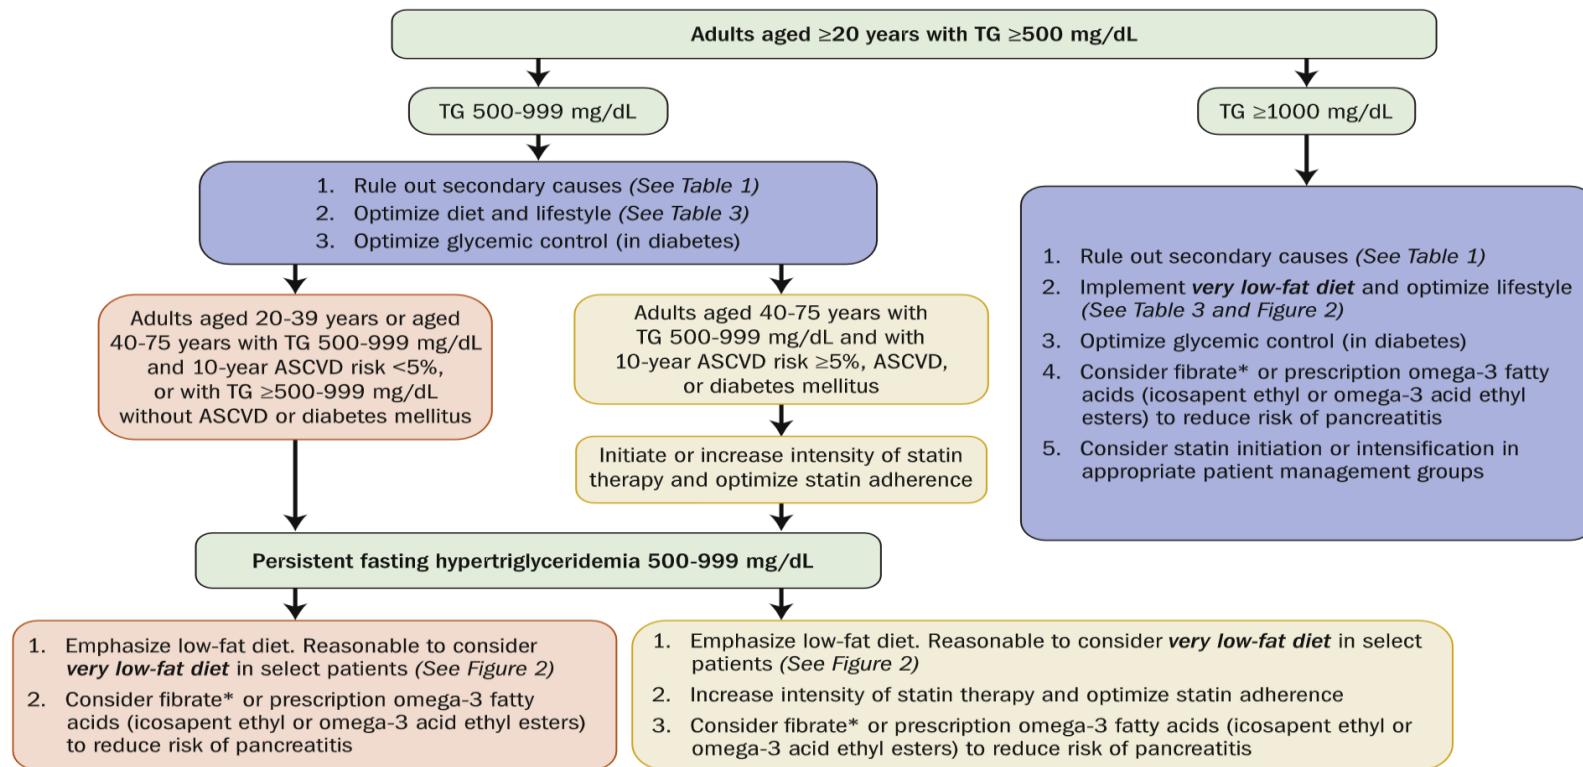 Adults aged ≥20 years with TG ≥500 mg/dL
TG 500-999 mg/dL
TG ≥1000 mg/dL
1. Rule out secondary causes (See Table 1)
2. Optimize diet and lifestyle (See Table 3)
3. Optimize glycemic control (in diabetes)
1. Rule out secondary causes (See Table 1)
2. Implement very low-fat diet and optimize lifestyle
(See Table 3 and Figure 2)
3. Optimize glycemic control (in diabetes)
4. Consider fibrate* or prescription omega-3 fatty
acids (icosapent ethyl or omega-3 acid ethyl
esters) to reduce risk of pancreatitis
5. Consider statin initiation or intensification in
appropriate patient management groups
Adults aged 20-39 years or aged
40-75 years with TG 500-999 mg/dL
and 10-year ASCVD risk <5%,
or with TG ≥500-999 mg/dL
without ASCVD or diabetes mellitus
Adults aged 40-75 years with
TG 500-999 mg/dL and with
10-year ASCVD risk ≥5%, ASCVD,
or diabetes mellitus
Initiate or increase intensity of statin
therapy and optimize statin adherence
Persistent fasting hypertriglyceridemia 500-999 mg/dL
1. Emphasize low-fat diet. Reasonable to consider
very low-fat diet in select patients (See Figure 2)
2. Consider fibrate* or prescription omega-3 fatty
acids (icosapent ethyl or omega-3 acid ethyl esters)
to reduce risk of pancreatitis
1. Emphasize low-fat diet. Reasonable to consider very low-fat diet in select
patients (See Figure 2)
2. Increase intensity of statin therapy and optimize statin adherence
3. Consider fibrate* or prescription omega-3 fatty acids (icosapent ethyl or
omega-3 acid ethyl esters) to reduce risk of pancreatitis